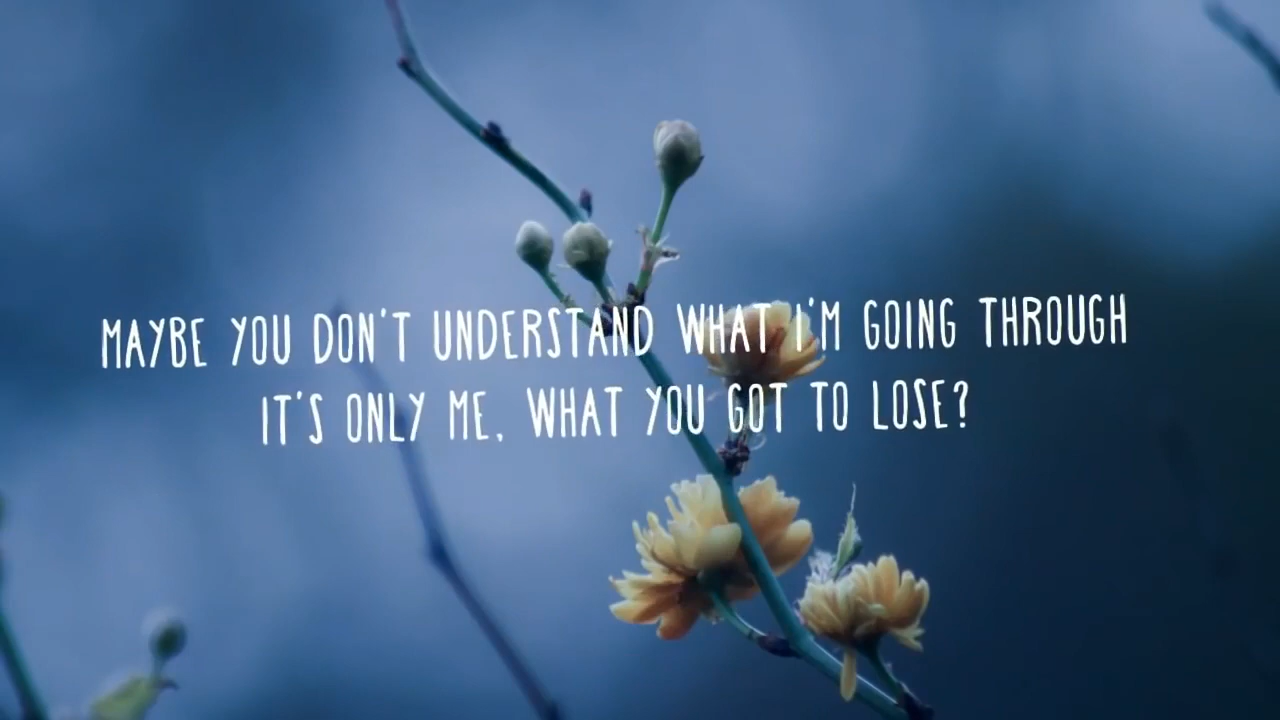 MAYBE YOU DON'T UNDERSTAND WHAT I'M GOING THROUGH
IT'S ONLY ME, WHAT YOU GOT TO LOSE?